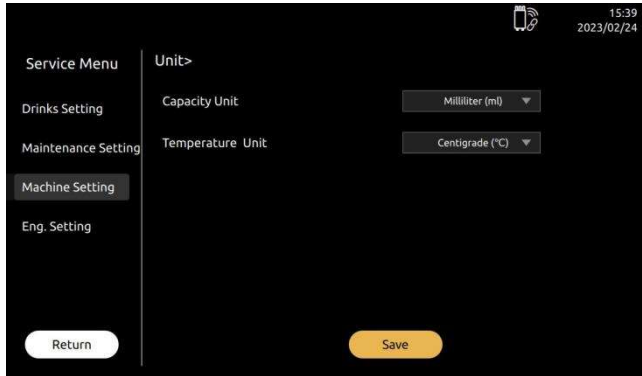 15:39
2023/02/24
Service Menu
Unit>
Drinks Setting
Capacity Unit
Milliliter (ml)
Maintenance Setting
Temperature Unit
Centigrade (°C)
Machine Setting
Eng. Setting
Return
Save